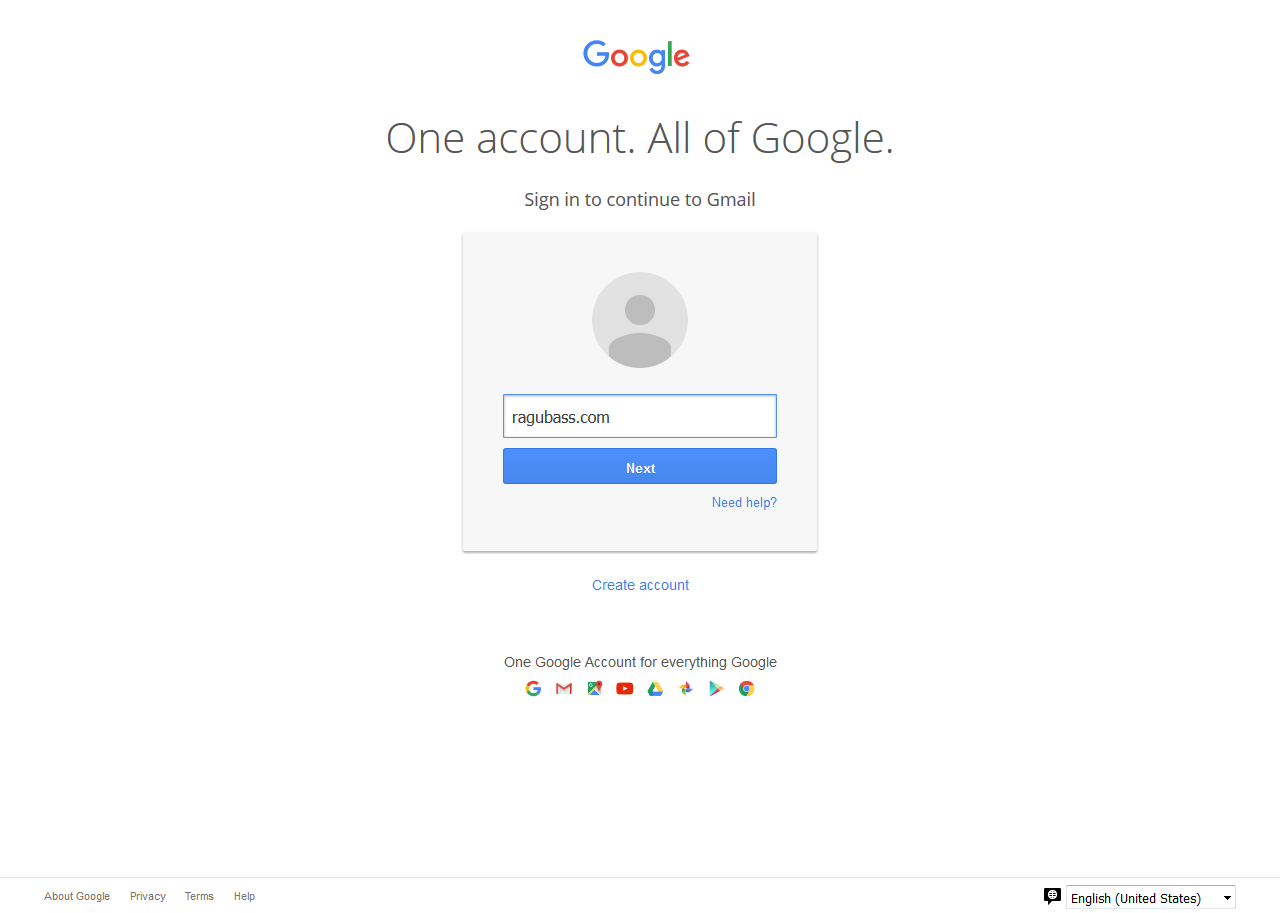 Google
One account. All of Google.
Sign in to continue to Gmail
ragubass.com
Next
Need help?
Create account
One Google Account for everything Google
About Google Privacy Terms Help English (United States)